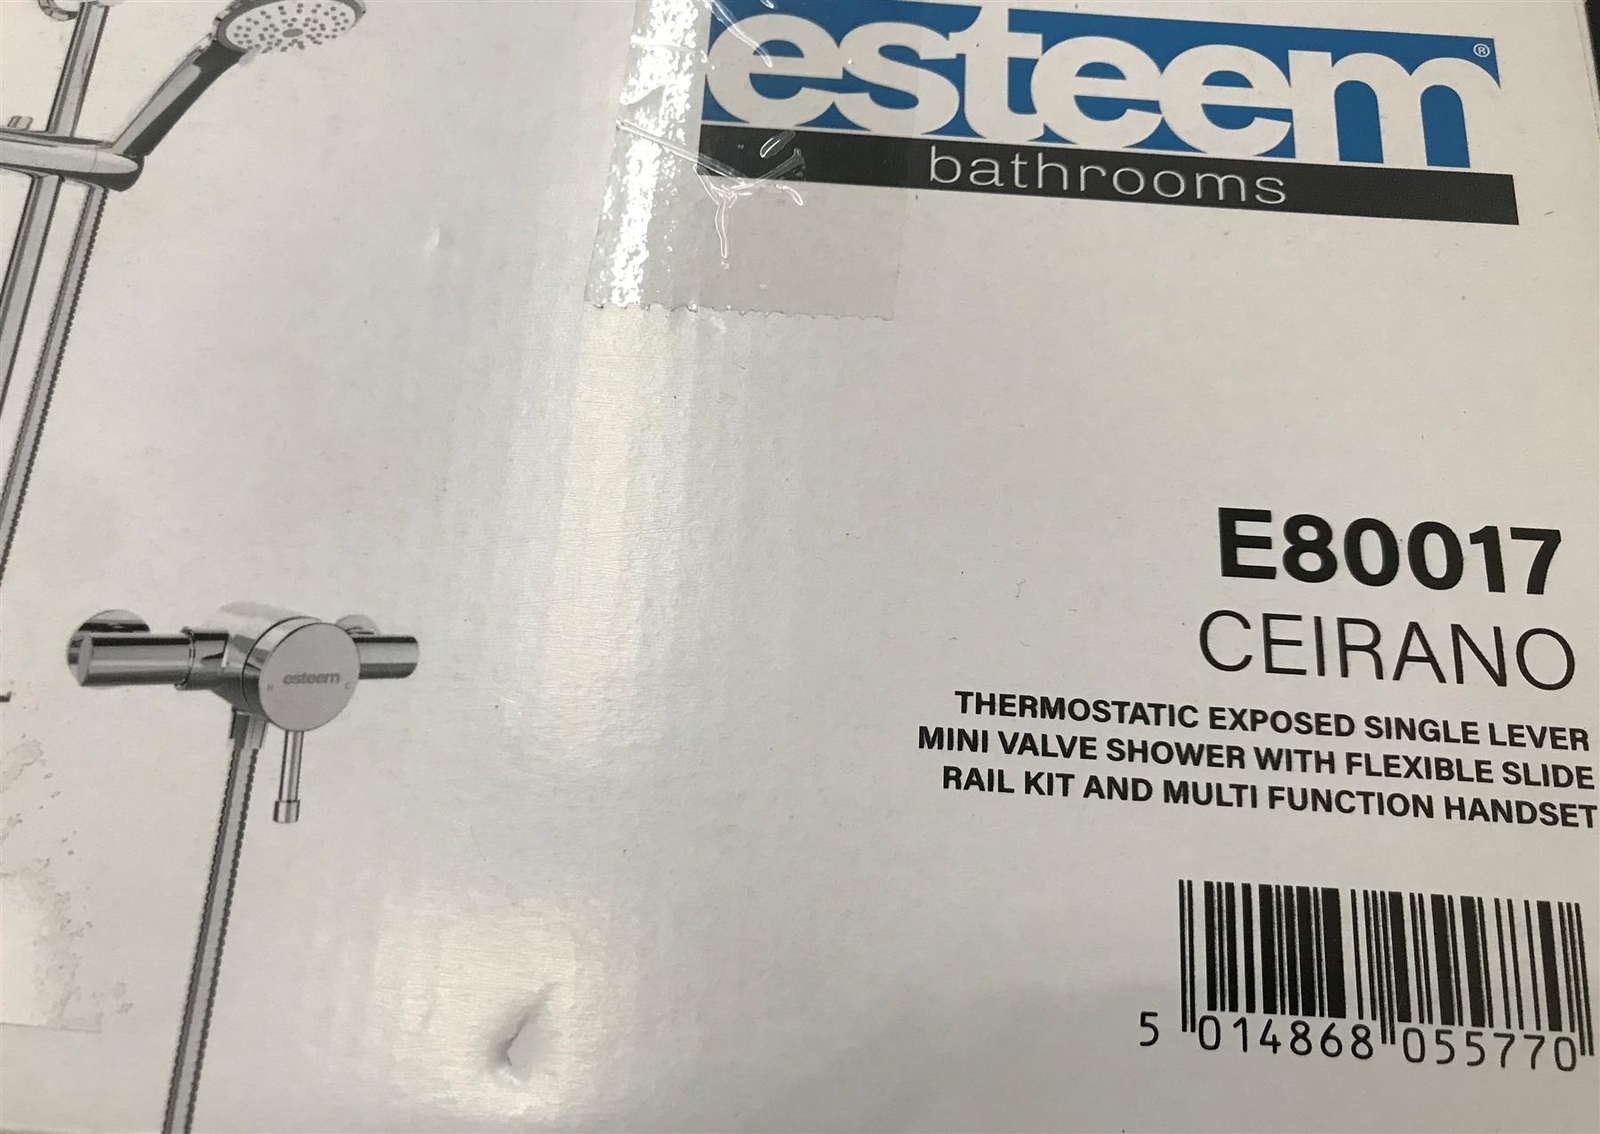 esteem®
bathrooms
E80017
CEIRANO
THERMOSTATIC EXPOSED SINGLE LEVER
MINI VALVE SHOWER WITH FLEXIBLE SLIDE
RAIL KIT AND MULTI FUNCTION HANDSET
esteem
H C
5 014868 055770